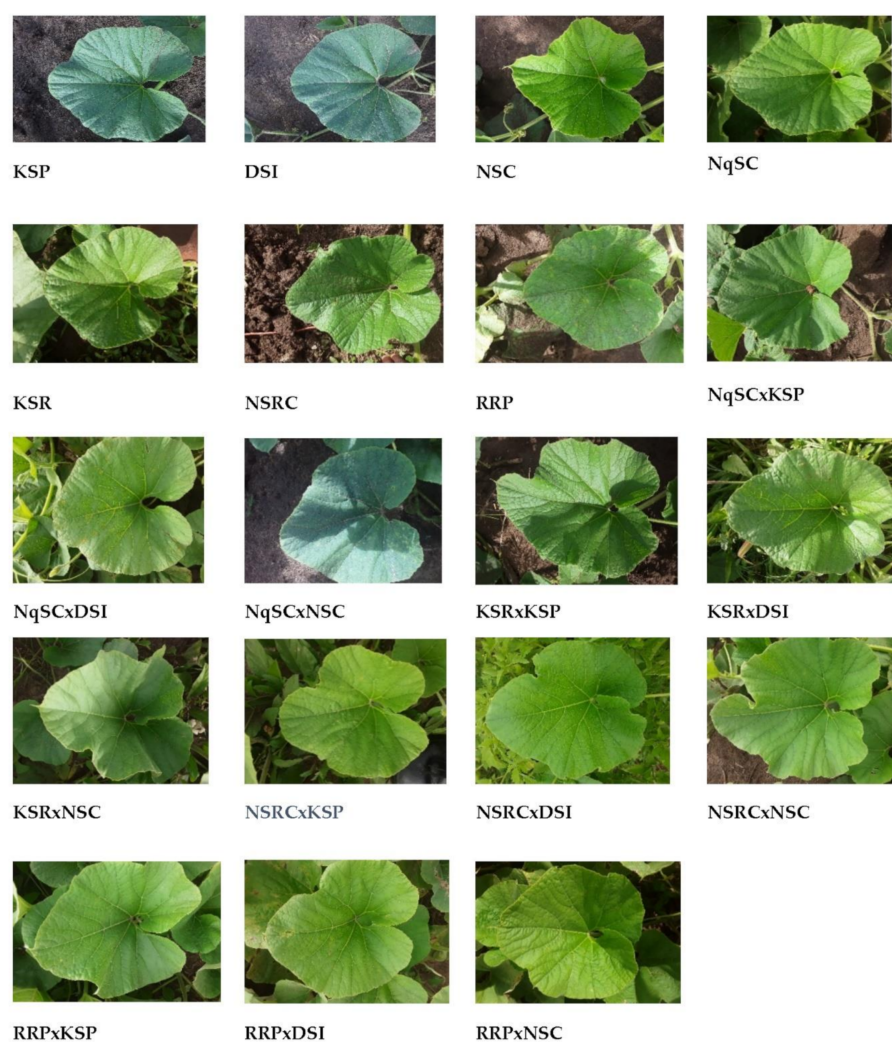 KSP
DSI
NSC
NqSC
KSR
NSRC
RRP
NqSCxKSP
NqSCxDSI
NqSCxNSC
KSRxKSP
KSRxDSI
KSRxNSC
NSRCxKSP
NSRCxDSI
NSRCxNSC
RRPxKSP
RRPxDSI
RRPxNSC